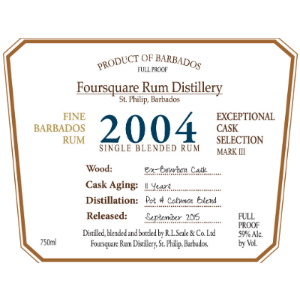 PRODUCT OF BARBADOS
FULL PROOF
Foursquare Rum Distillery
St. Philip, Barbados
FINE
BARBADOS
RUM
2004
SINGLE BLENDED RUM
EXCEPTIONAL
CASK
SELECTION
MARK III
Wood: Ex-Bourbon Cask
Cask Aging: 11 Years
Distillation: Pot & Column Blend
Released: September 2015
750ml
Distilled, blended and bottled by R.L.Seale & Co. Ltd
Foursquare Rum Distillery, St. Philip, Barbados.
FULL
PROOF
59% Alc.
by Vol.